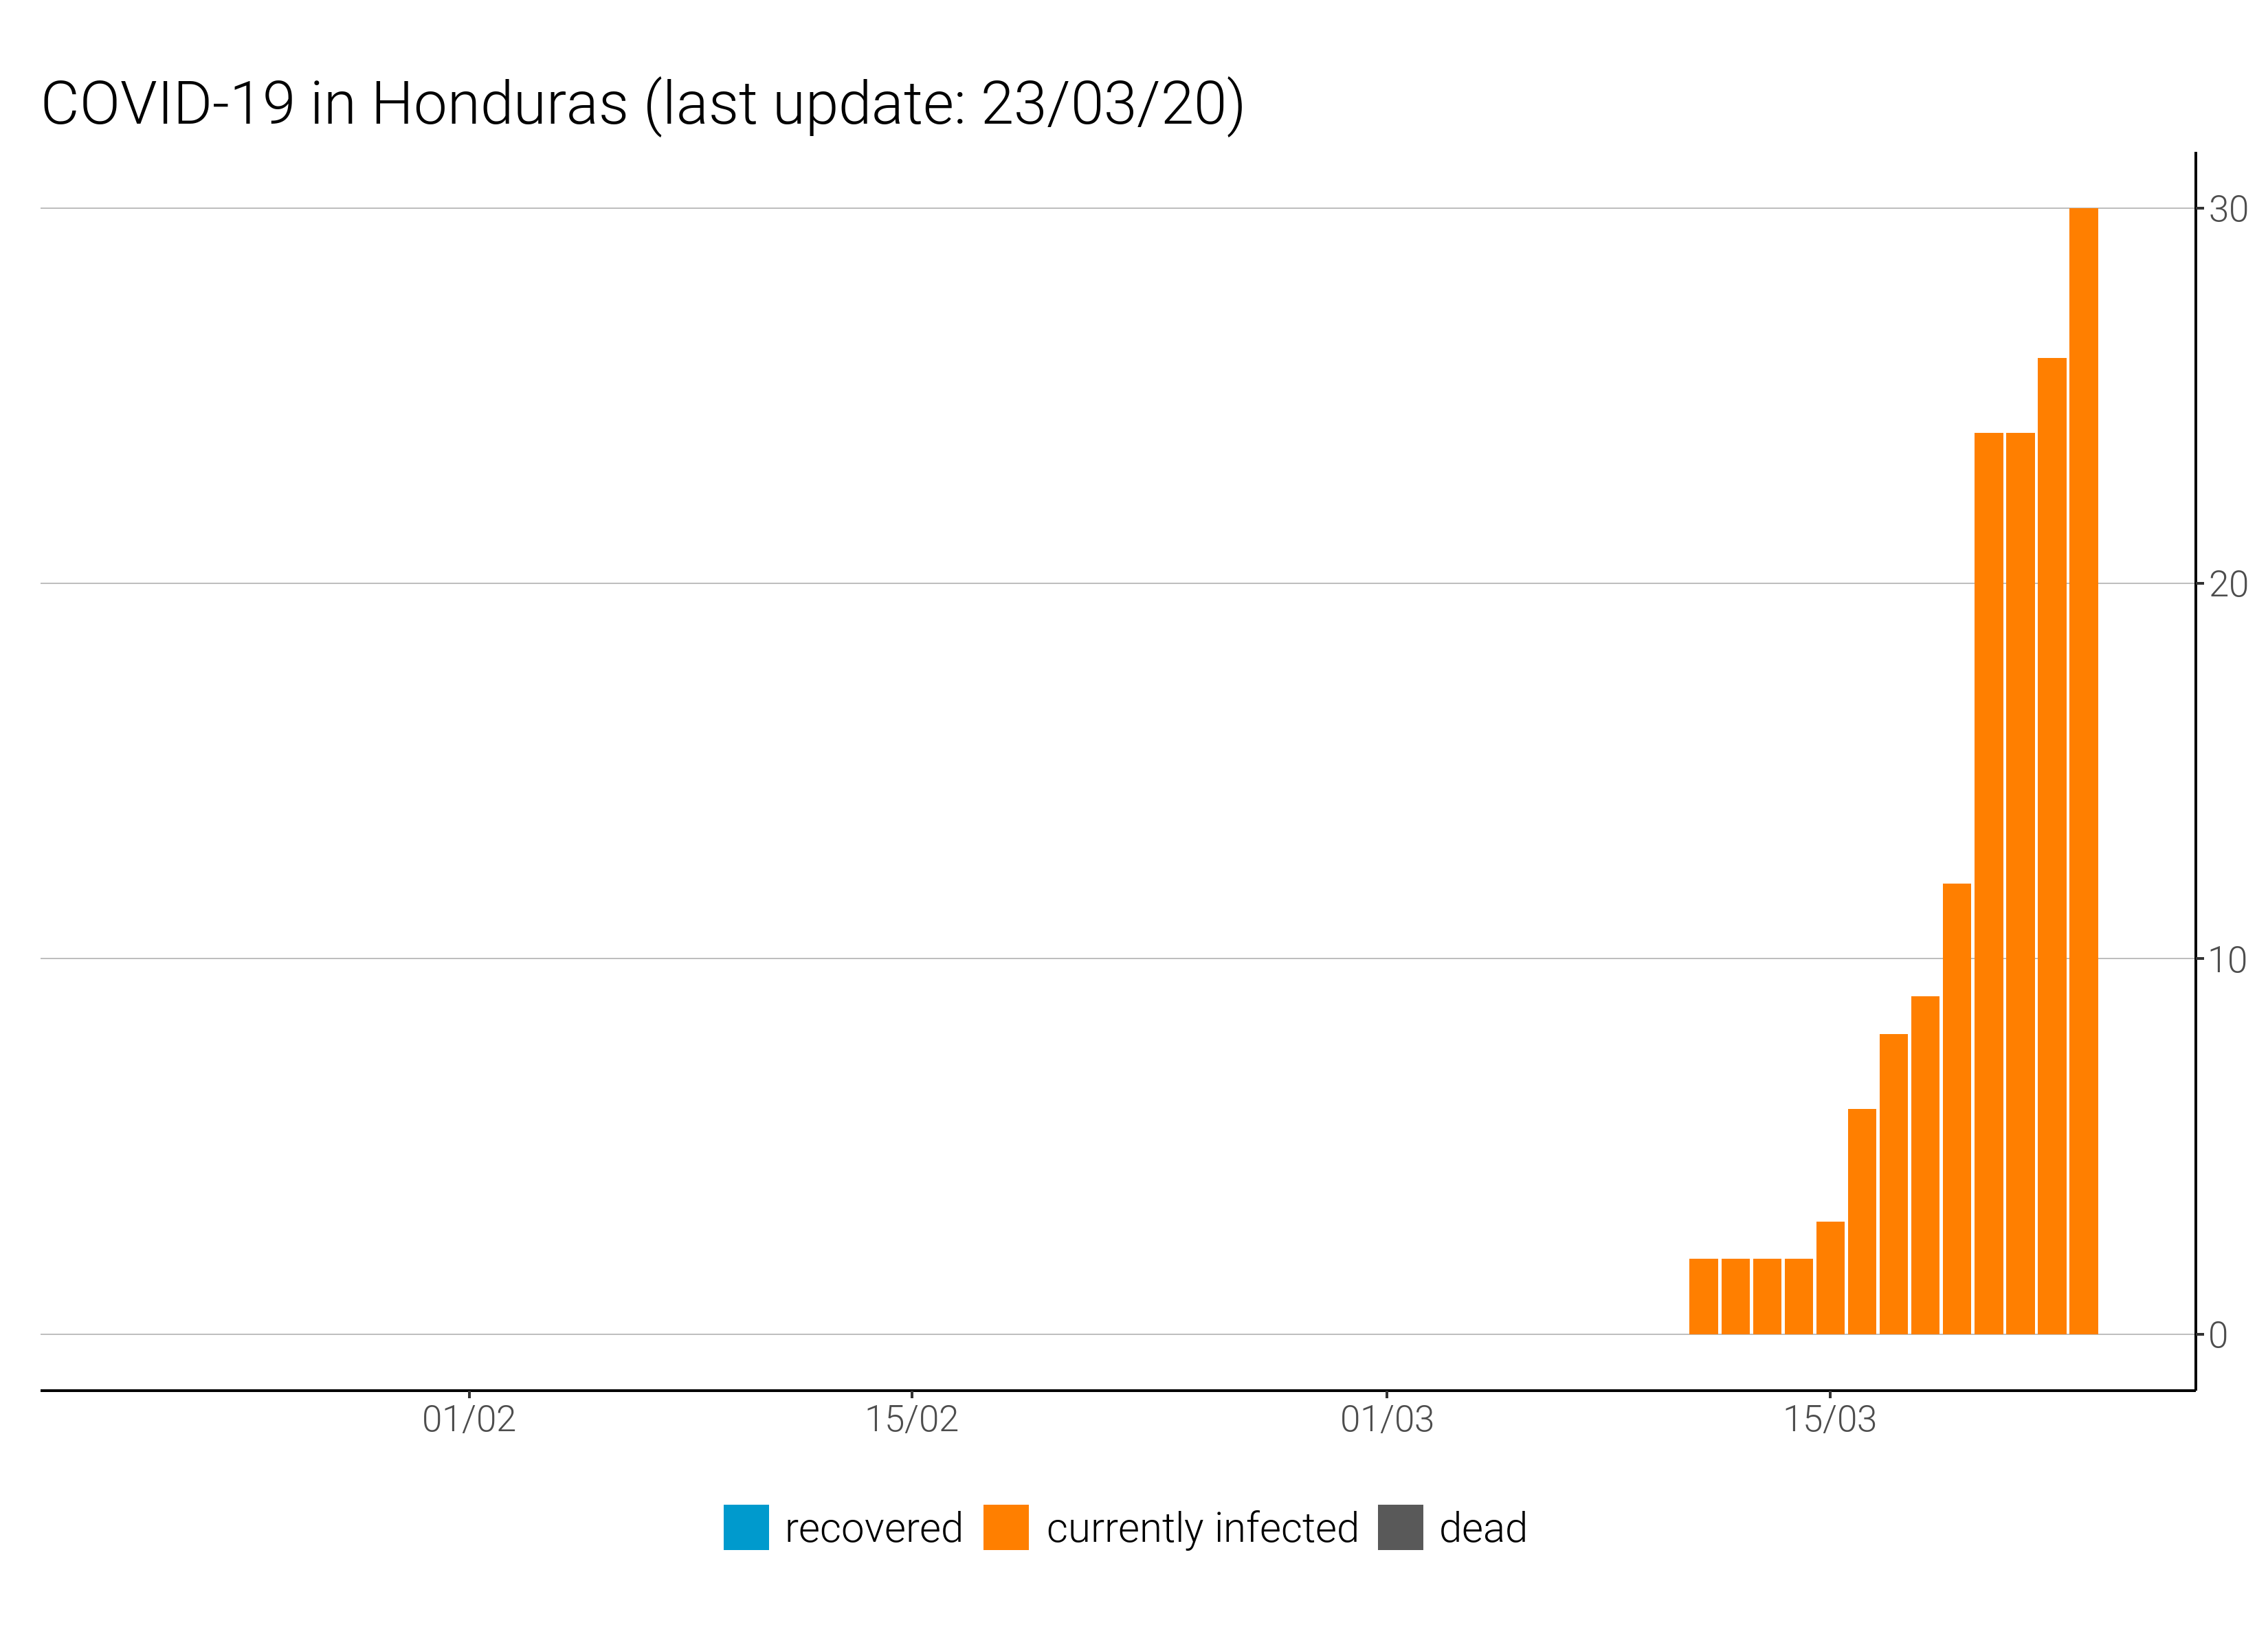 COVID-19 in Honduras (last update: 23/03/20)
30
20
10
0
01/02 15/02 01/03 15/03
recovered currently infected dead